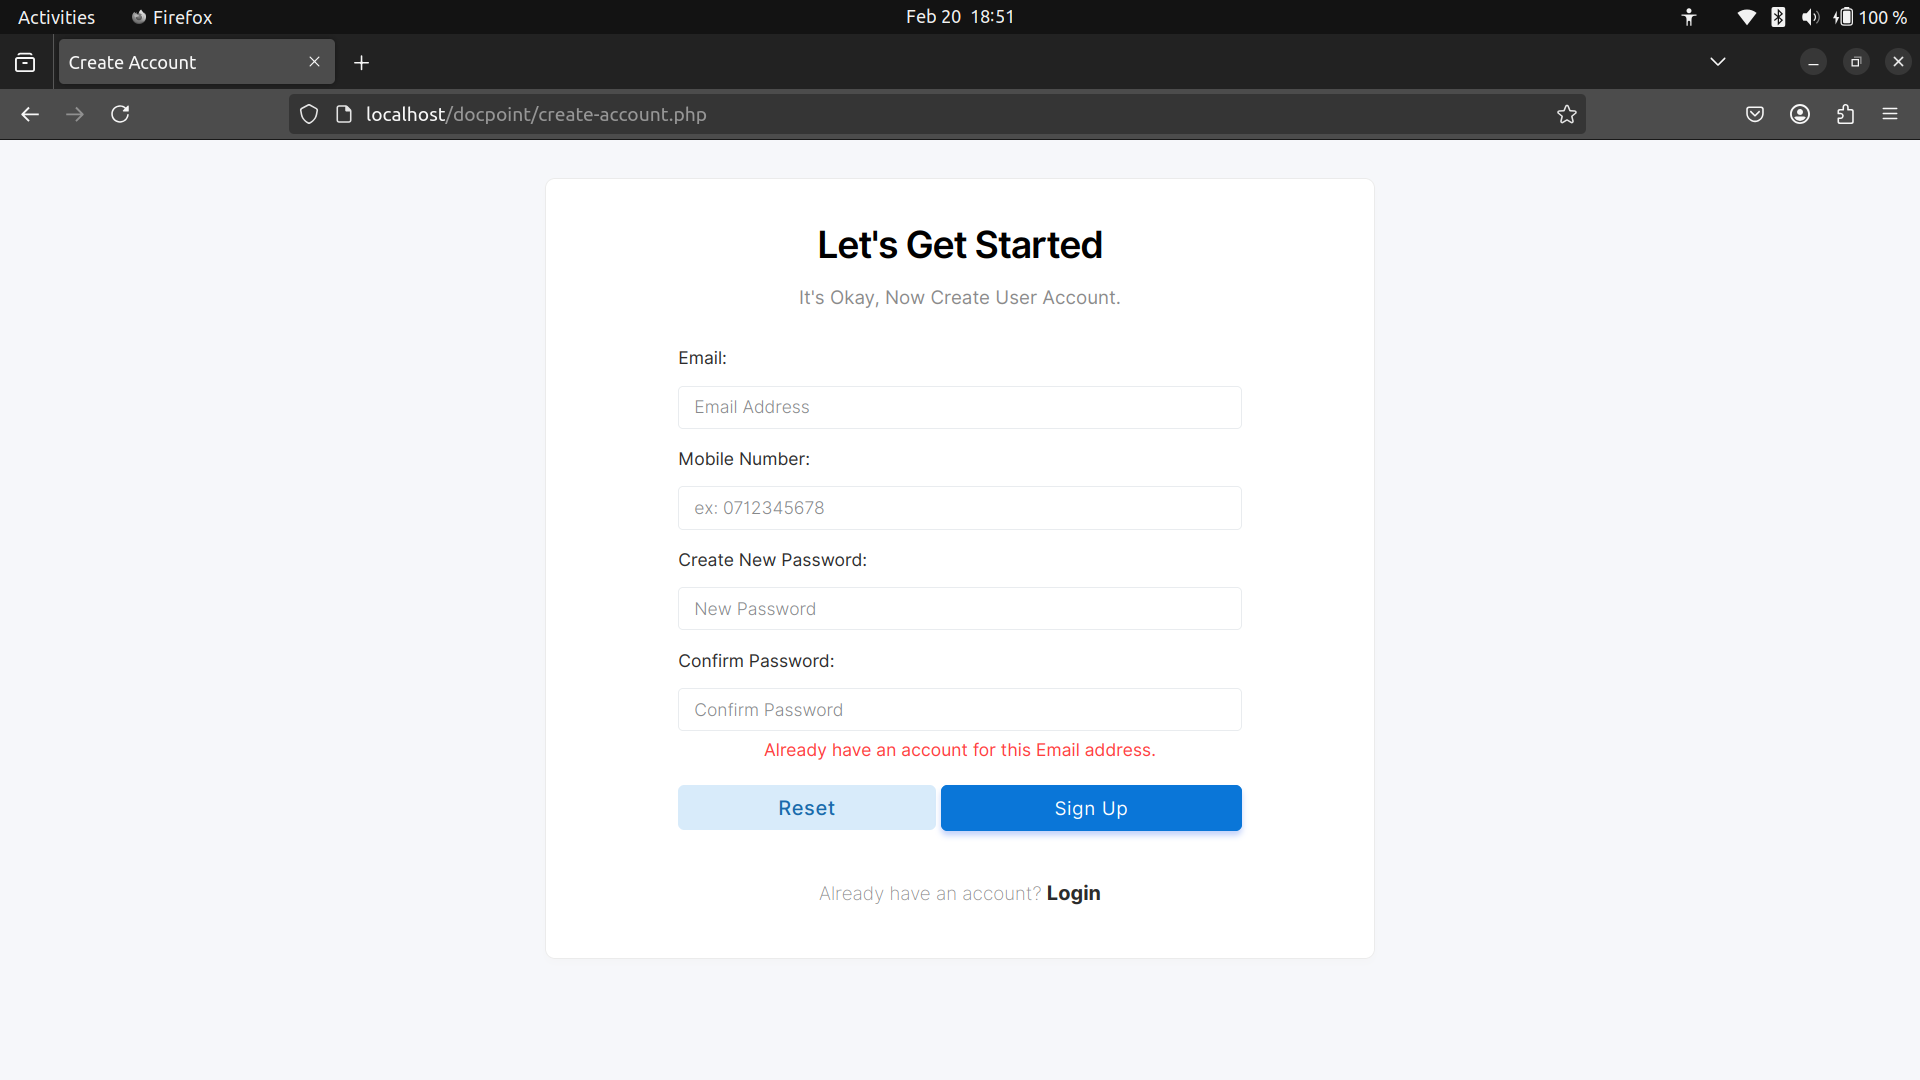 Activities
Firefox
Feb 20 18:51
100 %
Create Account
localhost/docpoint/create-account.php
Let's Get Started
It's Okay, Now Create User Account.
Email:
Email Address
Mobile Number:
ex: 0712345678
Create New Password:
New Password
Confirm Password:
Confirm Password
Already have an account for this Email address.
Reset
Sign Up
Already have an account? Login